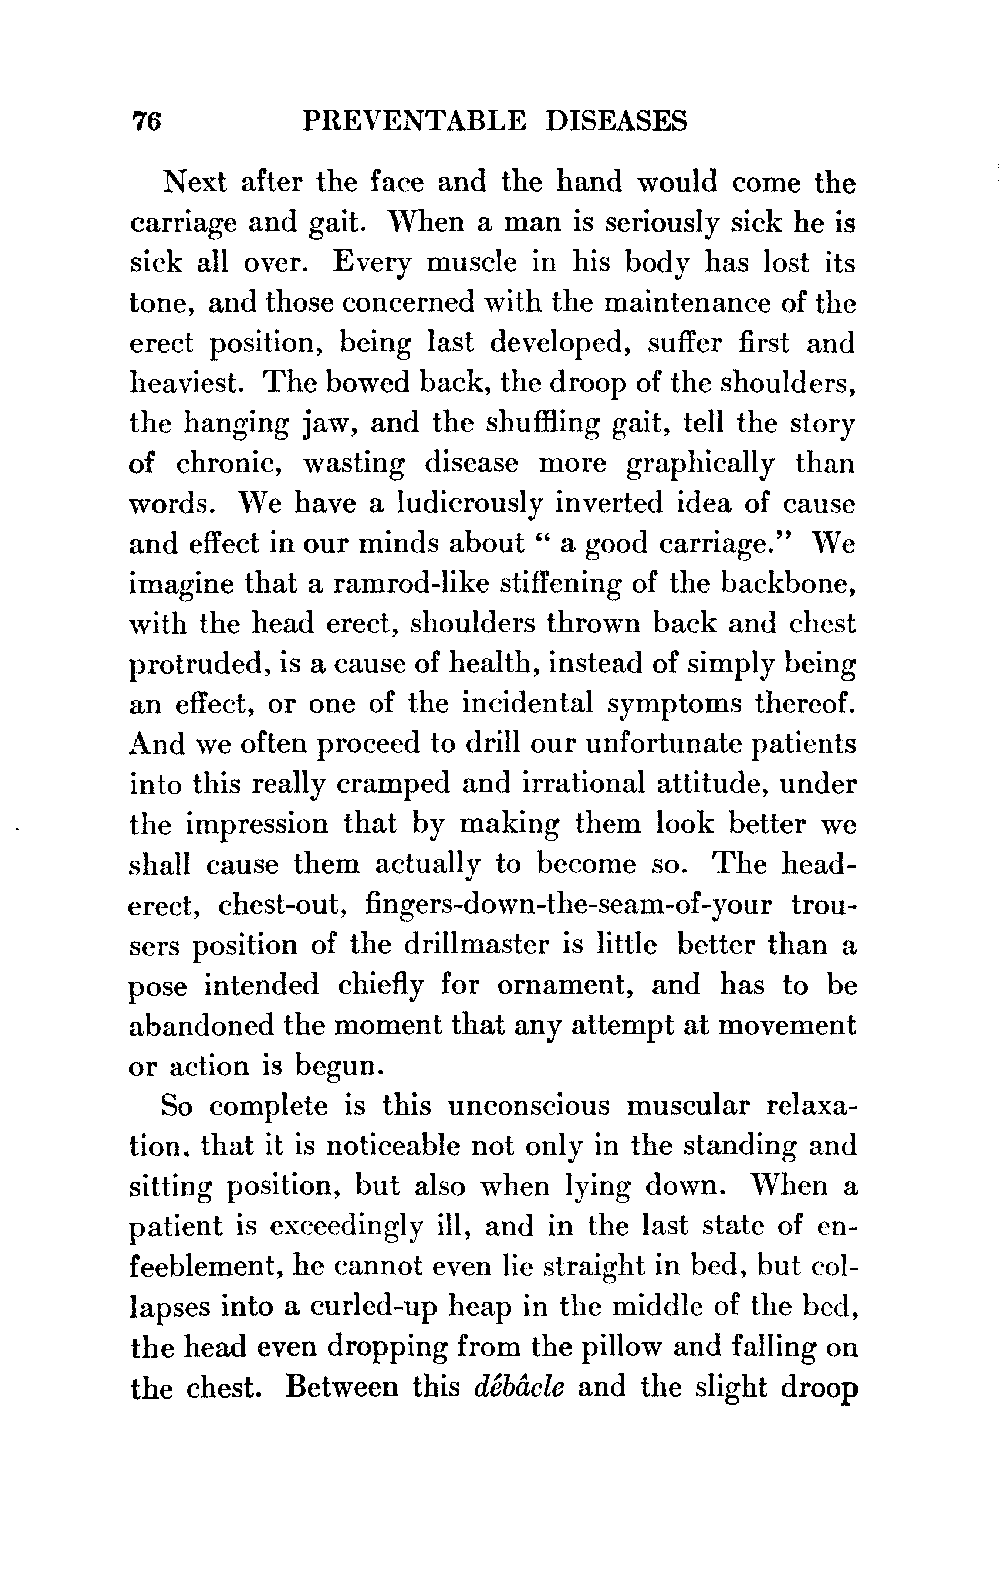 76 PREVENTABLE DISEASES
Next after the face and the hand would come the
carriage and gait. When a man is seriously sick he is
sick all over. Every muscle in his body has lost its
tone, and those concerned with the maintenance of the
erect position, being last developed, suffer first and
heaviest. The bowed back, the droop of the shoulders,
the hanging jaw, and the shuffling gait, tell the story
of chronic, wasting disease more graphically than
words. We have a ludicrously inverted idea of cause
and effect in our minds about “ a good carriage.” We
imagine that a ramrod-like stiffening of the backbone,
with the head erect, shoulders thrown back and chest
protruded, is a cause of health, instead of simply being
an effect, or one of the incidental symptoms thereof.
And we often proceed to drill our unfortunate patients
into this really cramped and irrational attitude, under
the impression that by making them look better we
shall cause them actually to become so. The head-
erect, chest-out, fingers-down-the-seam-of-your trou-
sers position of the drillmaster is little better than a
pose intended chiefly for ornament, and has to be
abandoned the moment that any attempt at movement
or action is begun.
So complete is this unconscious muscular relaxa-
tion, that it is noticeable not only in the standing and
sitting position, but also when lying down. When a
patient is exceedingly ill, and in the last state of en-
feeblement, he cannot even lie straight in bed, but col-
lapses into a curled-up heap in the middle of the bed,
the head even dropping from the pillow and falling on
the chest. Between this débâcle and the slight droop